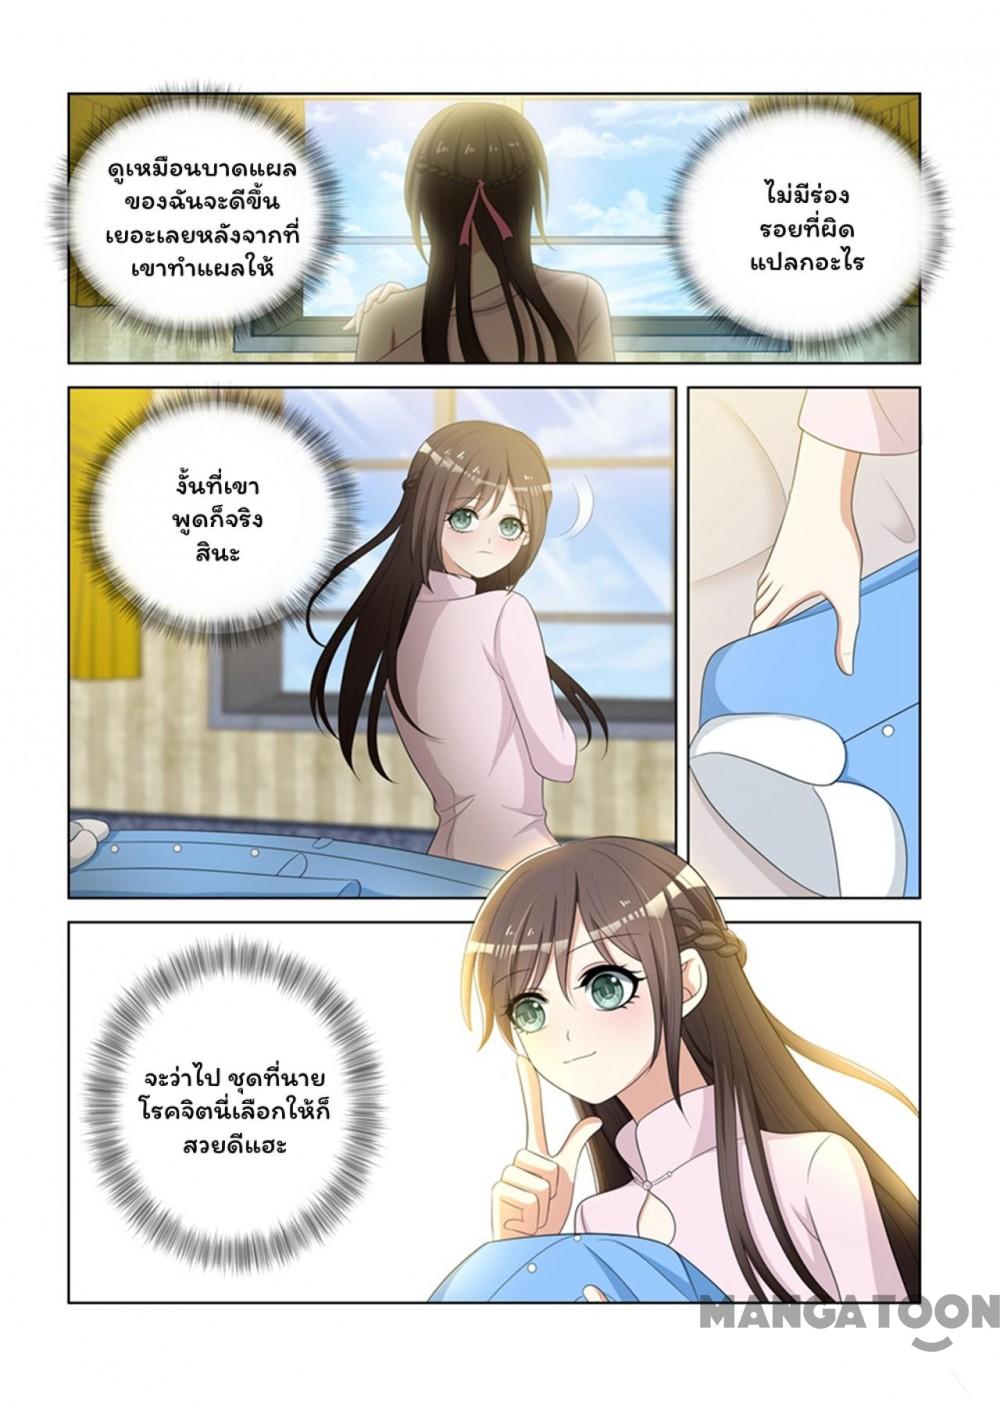 ดูเหมือนบาดแผล
ของฉันจะดีขึ้น
เยอะเลยหลังจากที่
เขาทำแผลให้
ไม่มีร่อง
รอยที่ผิด
แปลกอะไร
งั้นที่เขา
พูดก็จริง
สินะ
จะว่าไป ชุดที่นาย
โรคจิตนี่เลือกให้ก็
สวยดีแฮะ
MANGATOON